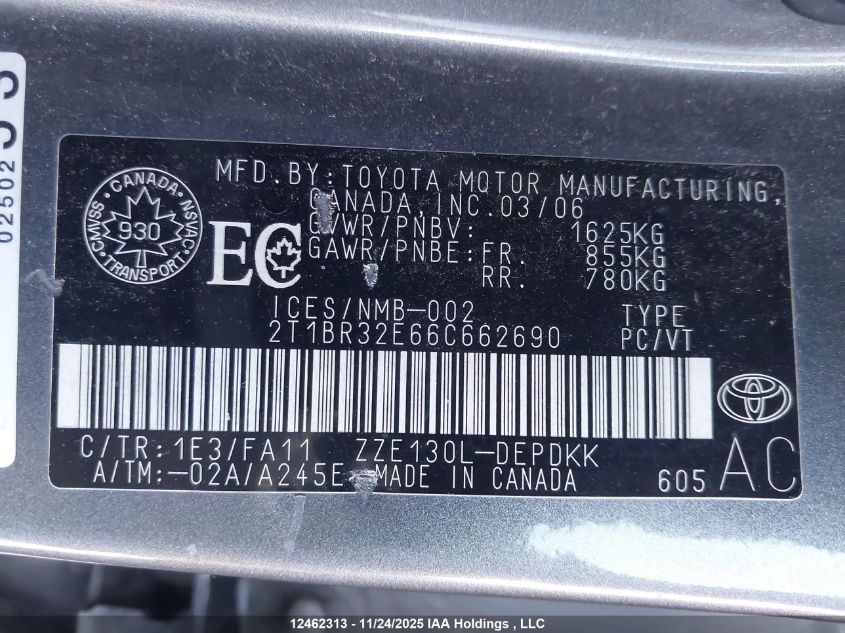 02502
CMVSS · CANADA · NSVAC
930
TRANSPORT
EC
MFD.BY:TOYOTA MOTOR MANUFACTURING,
CANADA,INC.03/06
GVWR/PNBV: 1625KG
GAWR/PNBE:FR. 855KG
RR. 780KG
ICES/NMB-002 TYPE
2T1BR32E66C662690 PC/VT
C/TR:1E3/FA11 ZZE130L-DEPDKK
A/TM:-02A/A245E MADE IN CANADA 605 AC
12462313 - 11/24/2025 IAA Holdings , LLC